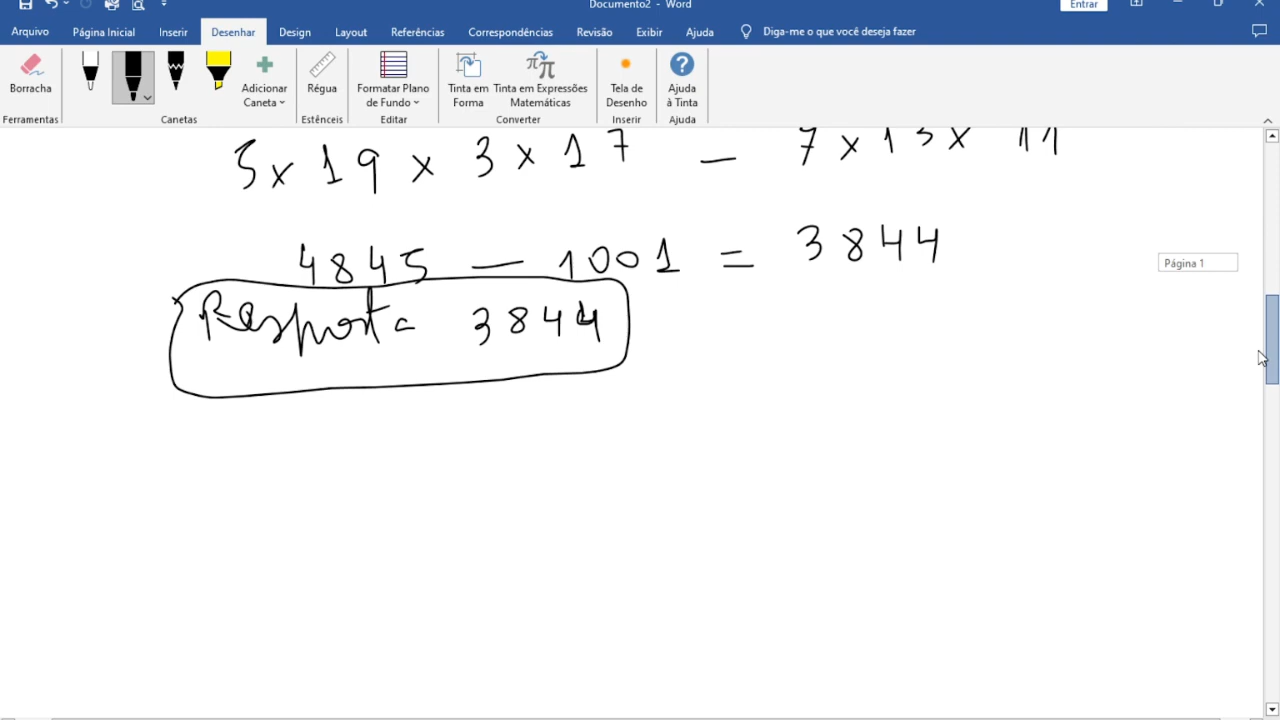 Documento2 - Word
Entrar
Arquivo Página Inicial Inserir Desenhar Design Layout Referências Correspondências Revisão Exibir Ajuda Diga-me o que você deseja fazer
Borracha
Adicionar Caneta
Régua
Formatar Plano de Fundo
Tinta em Forma
Tinta em Expressões Matemáticas
Tela de Desenho
Ajuda à Tinta
Ferramentas Canetas Estênceis Editar Converter Inserir Ajuda
5 x 19 x 3 x 17 — 7 x 13 x 11
4845 — 1001 = 3844
Página 1
Resposta 3844